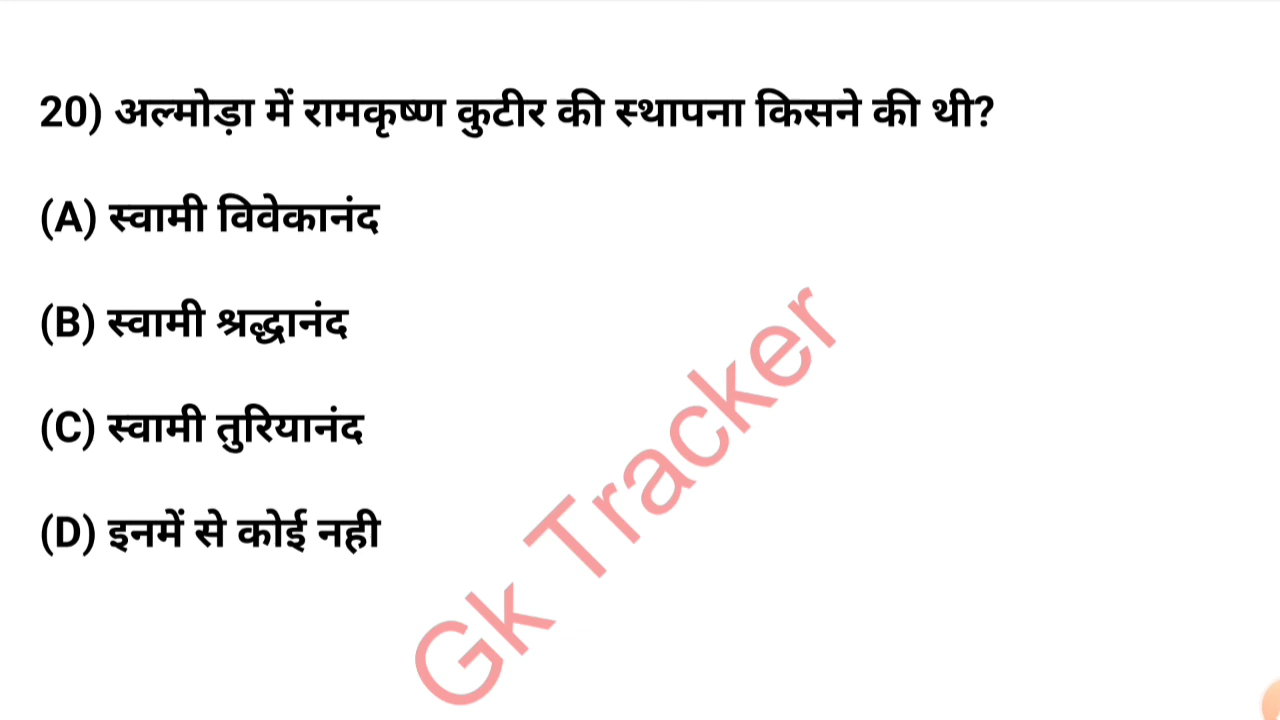 20) अल्मोड़ा में रामकृष्ण कुटीर की स्थापना किसने की थी?
(A) स्वामी विवेकानंद
(B) स्वामी श्रद्धानंद
(C) स्वामी तुरियानंद
(D) इनमें से कोई नही
Gk Tracker